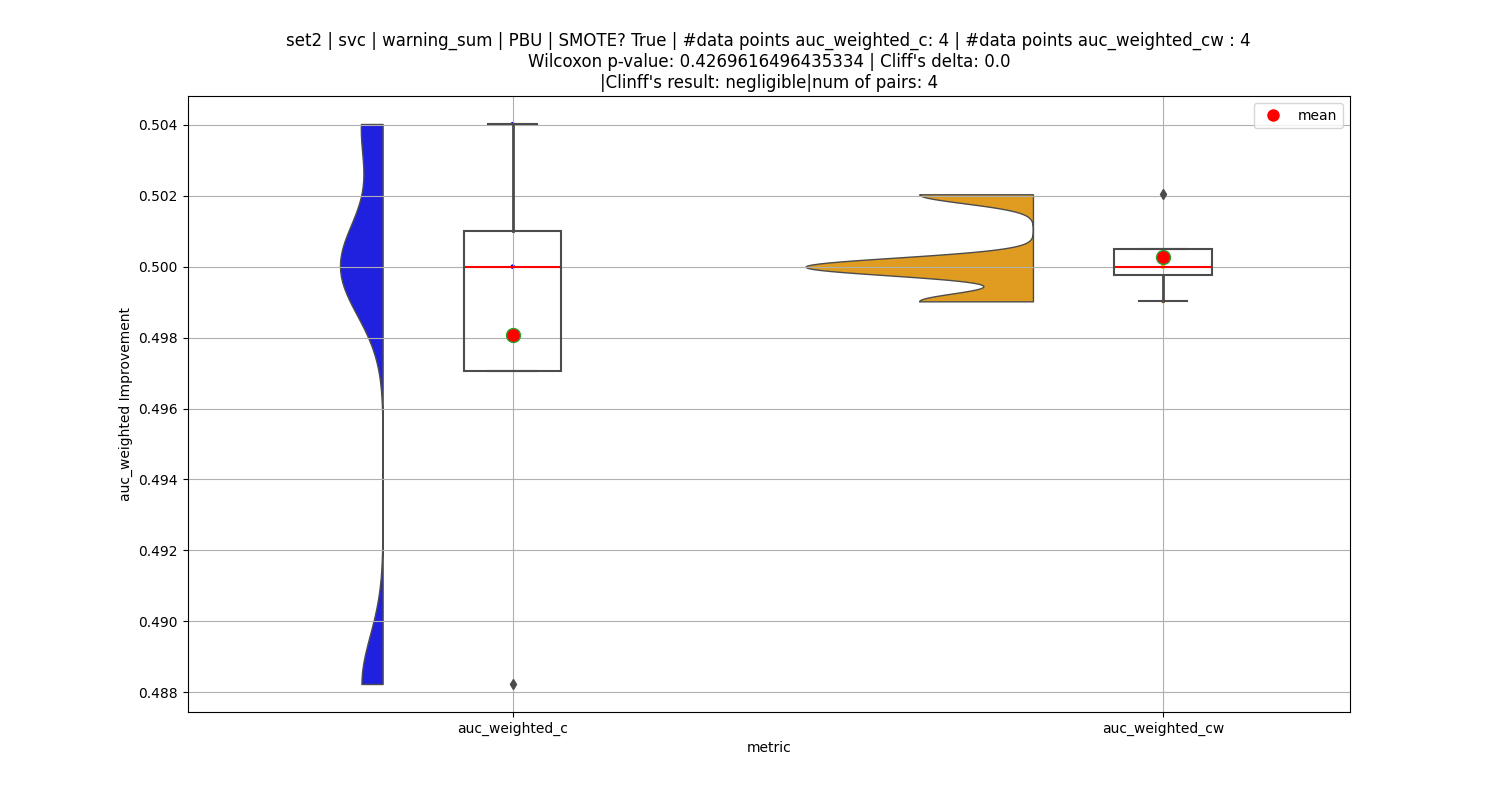 set2 | svc | warning_sum | PBU | SMOTE? True | #data points auc_weighted_c: 4 | #data points auc_weighted_cw : 4
Wilcoxon p-value: 0.4269616496435334 | Cliff's delta: 0.0
|Clinff's result: negligible|num of pairs: 4
mean
0.504
0.502
0.500
0.498
0.496
0.494
0.492
0.490
0.488
auc_weighted Improvement
auc_weighted_c
auc_weighted_cw
metric